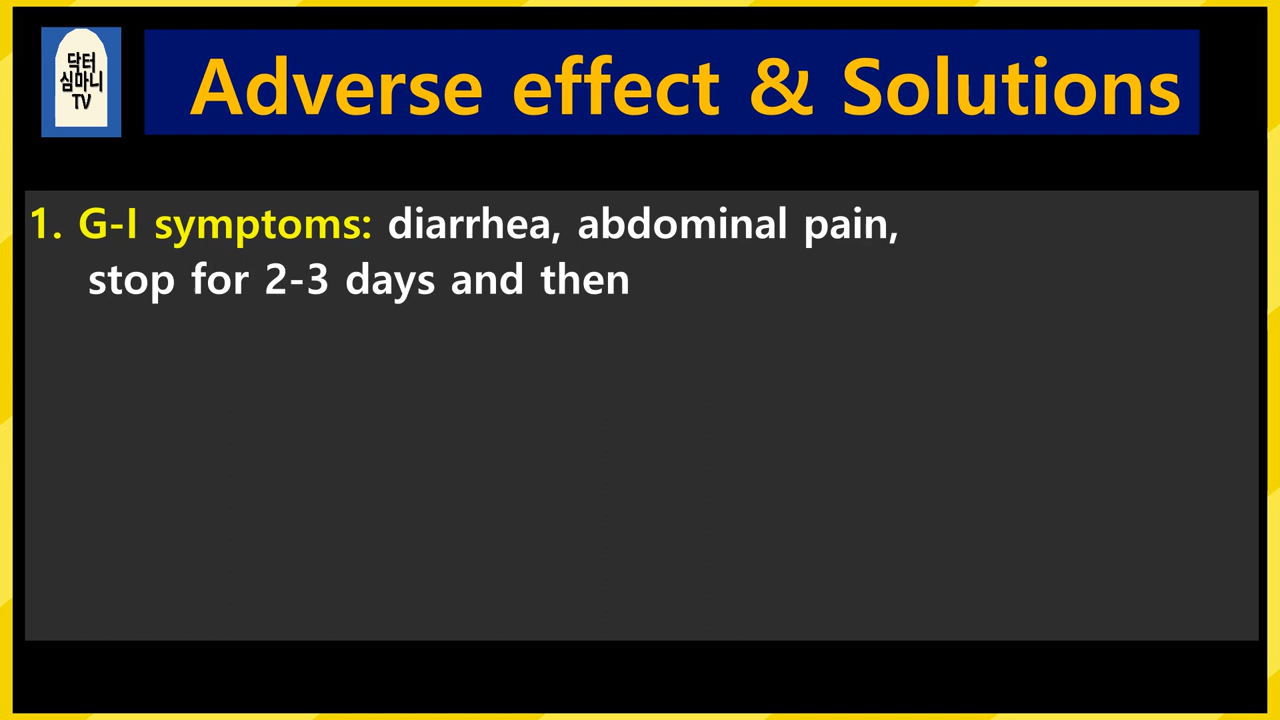 닥터
심마니
TV
Adverse effect & Solutions
1. G-I symptoms: diarrhea, abdominal pain,
stop for 2-3 days and then